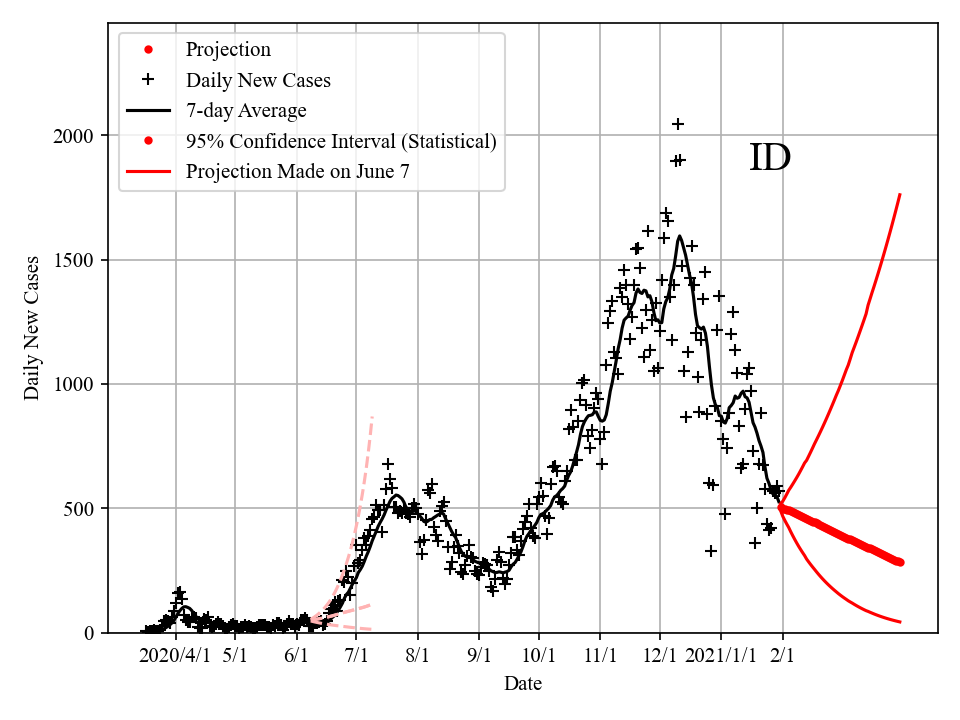 Projection
Daily New Cases
7-day Average
95% Confidence Interval (Statistical)
Projection Made on June 7
ID
Daily New Cases
2000
1500
1000
500
0
2020/4/1 5/1 6/1 7/1 8/1 9/1 10/1 11/1 12/1 2021/1/1 2/1
Date